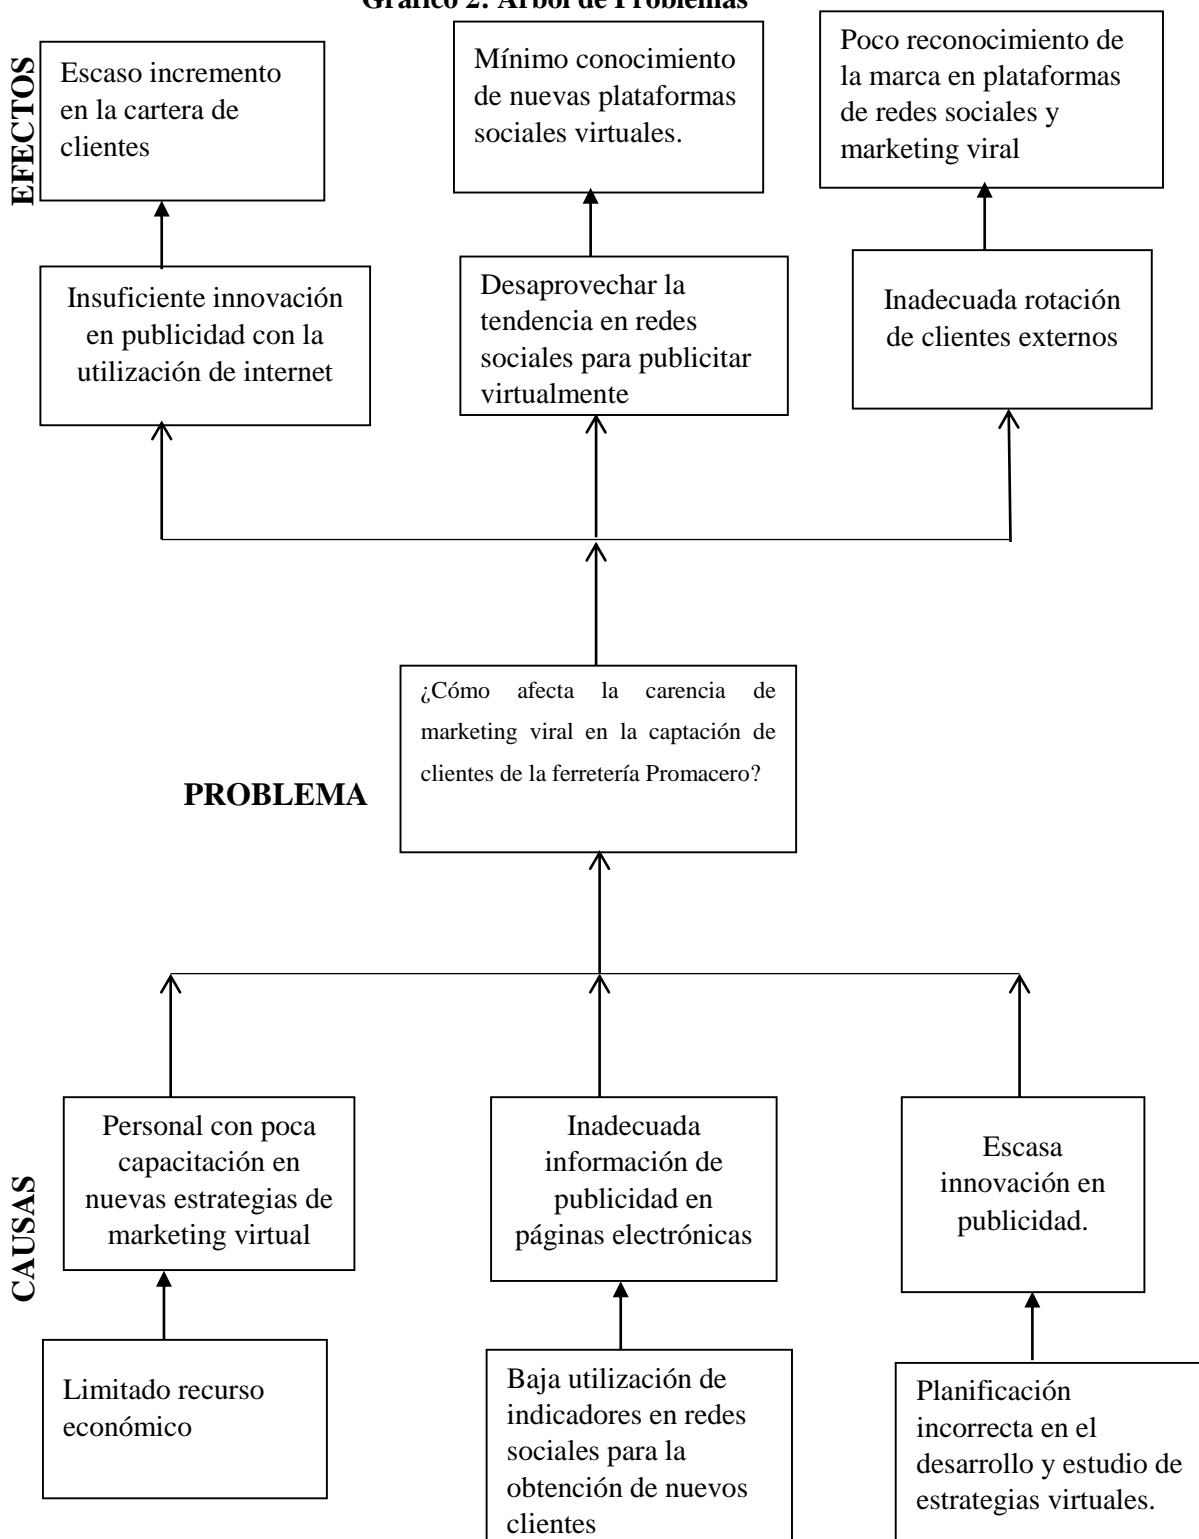 Gráfico 2: Árbol de Problemas
EFECTOS
Escaso incremento
en la cartera de
clientes
Mínimo conocimiento
de nuevas plataformas
sociales virtuales.
Poco reconocimiento de
la marca en plataformas
de redes sociales y
marketing viral
Insuficiente innovación
en publicidad con la
utilización de internet
Desaprovechar la
tendencia en redes
sociales para publicitar
virtualmente
Inadecuada rotación
de clientes externos
¿Cómo afecta la carencia de
marketing viral en la captación de
clientes de la ferretería Promacero?
PROBLEMA
CAUSAS
Personal con poca
capacitación en
nuevas estrategias de
marketing virtual
Inadecuada
información de
publicidad en
páginas electrónicas
Escasa
innovación en
publicidad.
Limitado recurso
económico
Baja utilización de
indicadores en redes
sociales para la
obtención de nuevos
clientes
Planificación
incorrecta en el
desarrollo y estudio de
estrategias virtuales.